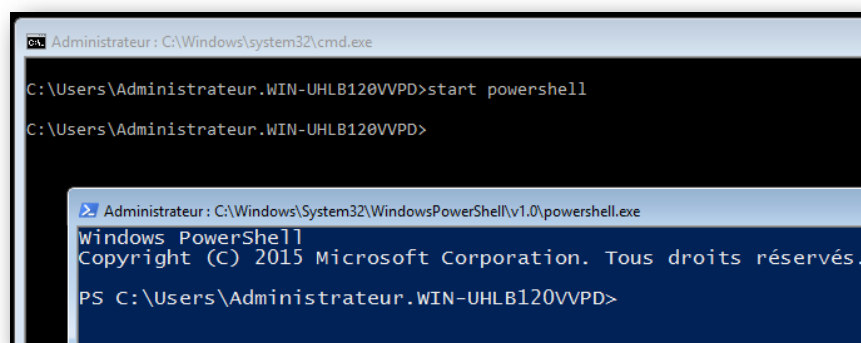 Administrateur : C:\Windows\system32\cmd.exe
C:\Users\Administrateur.WIN-UHLB120VVPD>start powershell
C:\Users\Administrateur.WIN-UHLB120VVPD>
Administrateur : C:\Windows\System32\WindowsPowerShell\v1.0\powershell.exe
Windows PowerShell
Copyright (C) 2015 Microsoft Corporation. Tous droits réservés.
PS C:\Users\Administrateur.WIN-UHLB120VVPD>